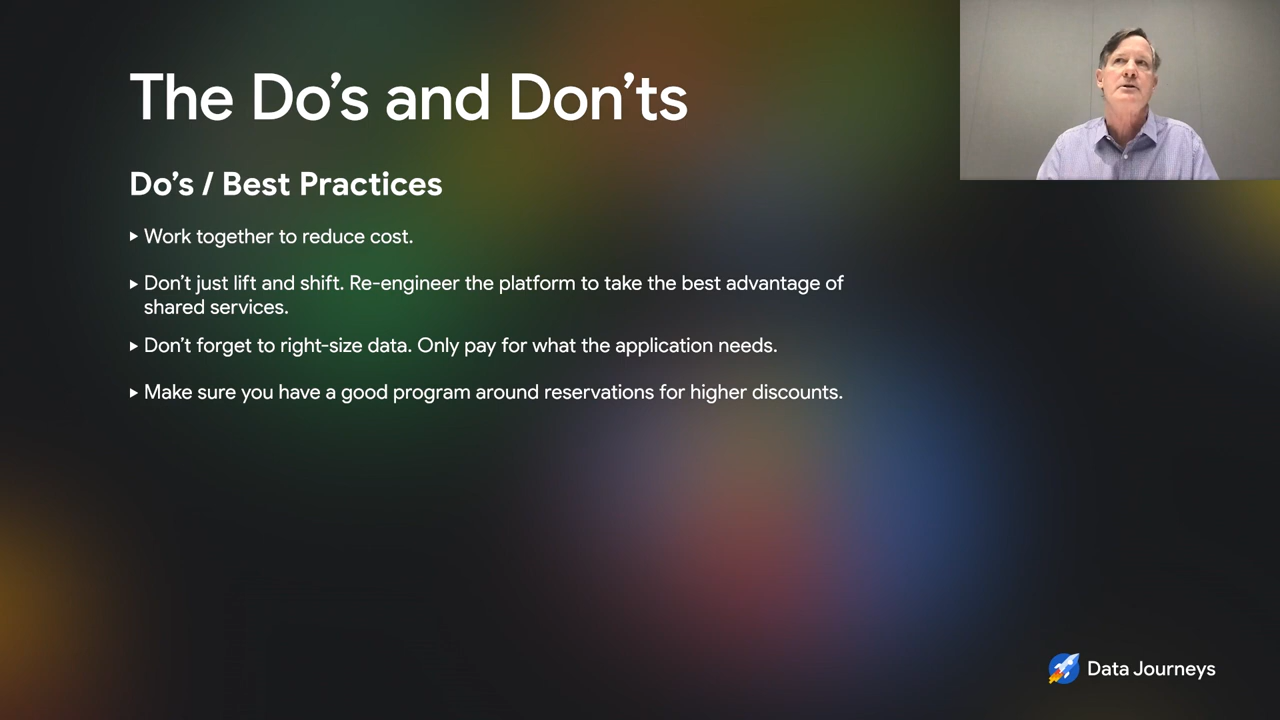 The Do’s and Don’ts
Do’s / Best Practices
Work together to reduce cost.
Don’t just lift and shift. Re-engineer the platform to take the best advantage of
shared services.
Don’t forget to right-size data. Only pay for what the application needs.
Make sure you have a good program around reservations for higher discounts.
Data Journeys